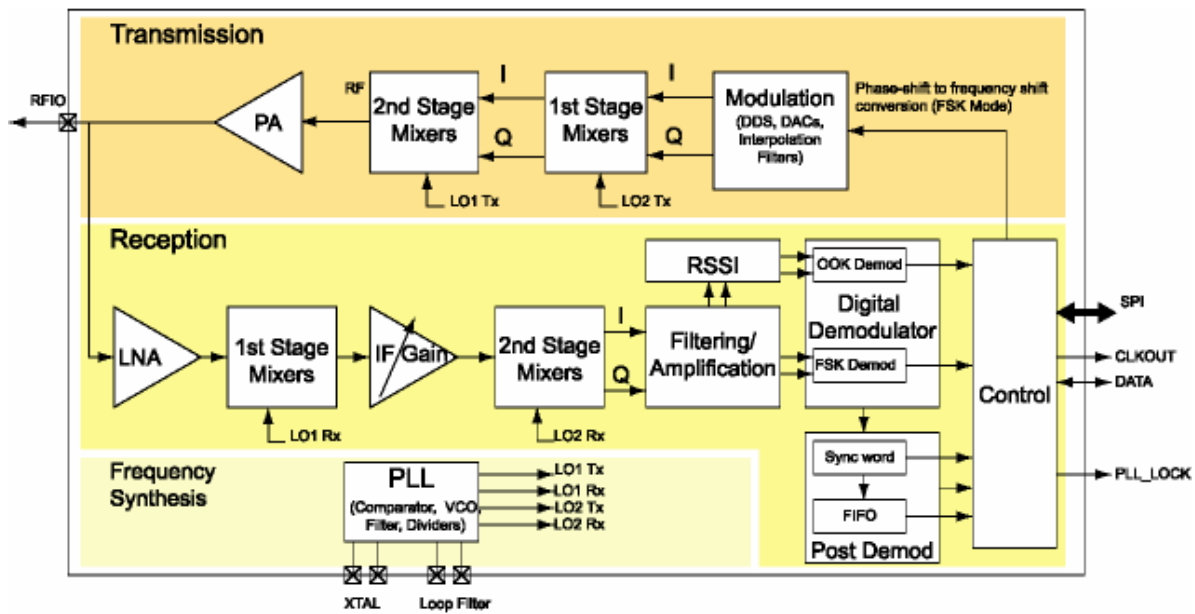 Transmission
RFIO
PA
RF
2nd Stage
Mixers
LO1 Tx
I
Q
1st Stage
Mixers
LO2 Tx
I
Q
Modulation
(DDS, DACs,
Interpolation
Filters)
Phase-shift to frequency shift
conversion (FSK Mode)
Reception
LNA
1st Stage
Mixers
LO1 Rx
IF Gain
2nd Stage
Mixers
LO2 Rx
I
Q
RSSI
Filtering/
Amplification
OOK Demod
Digital
Demodulator
FSK Demod
Sync word
FIFO
Post Demod
Control
SPI
CLKOUT
DATA
PLL_LOCK
Frequency
Synthesis
PLL
(Comparator, VCO,
Filter, Dividers)
LO1 Tx
LO1 Rx
LO2 Tx
LO2 Rx
XTAL
Loop Filter